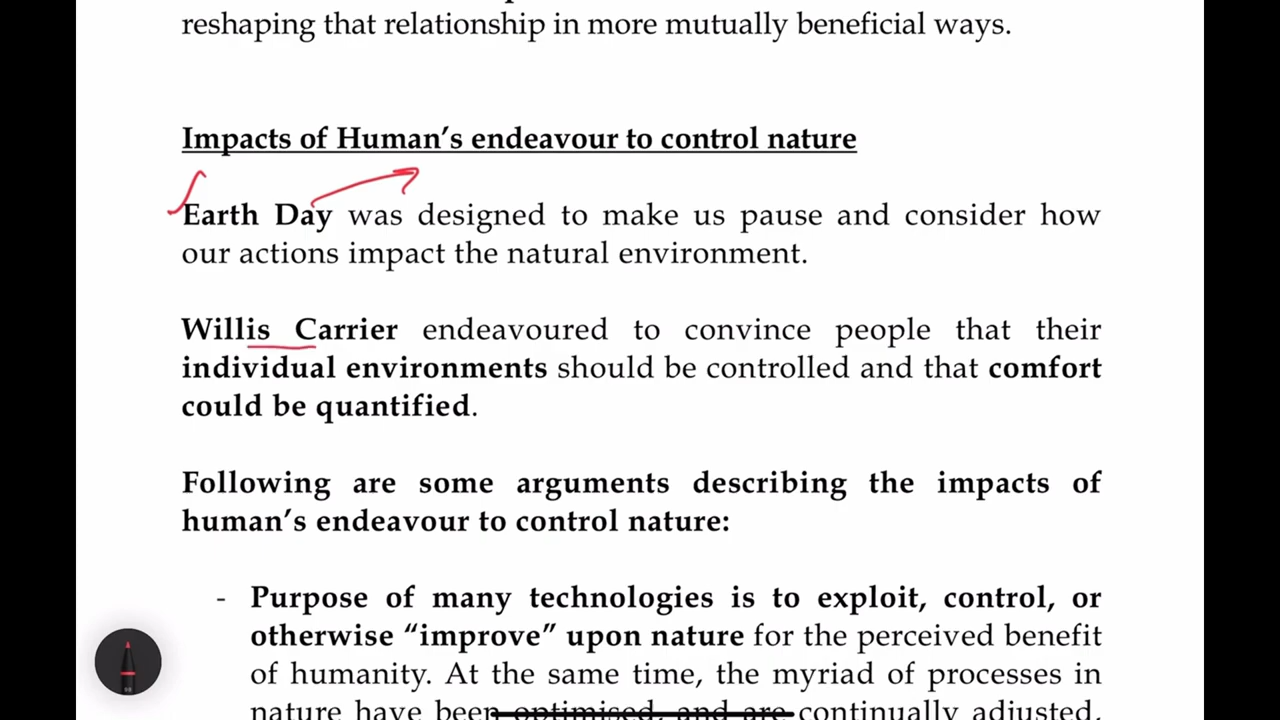 reshaping that relationship in more mutually beneficial ways.
Impacts of Human's endeavour to control nature
Earth Day was designed to make us pause and consider how
our actions impact the natural environment.
Willis Carrier endeavoured to convince people that their
individual environments should be controlled and that comfort
could be quantified.
Following are some arguments describing the impacts of
human's endeavour to control nature:
- Purpose of many technologies is to exploit, control, or
otherwise “improve” upon nature for the perceived benefit
of humanity. At the same time, the myriad of processes in
nature have been optimised, and are continually adjusted,